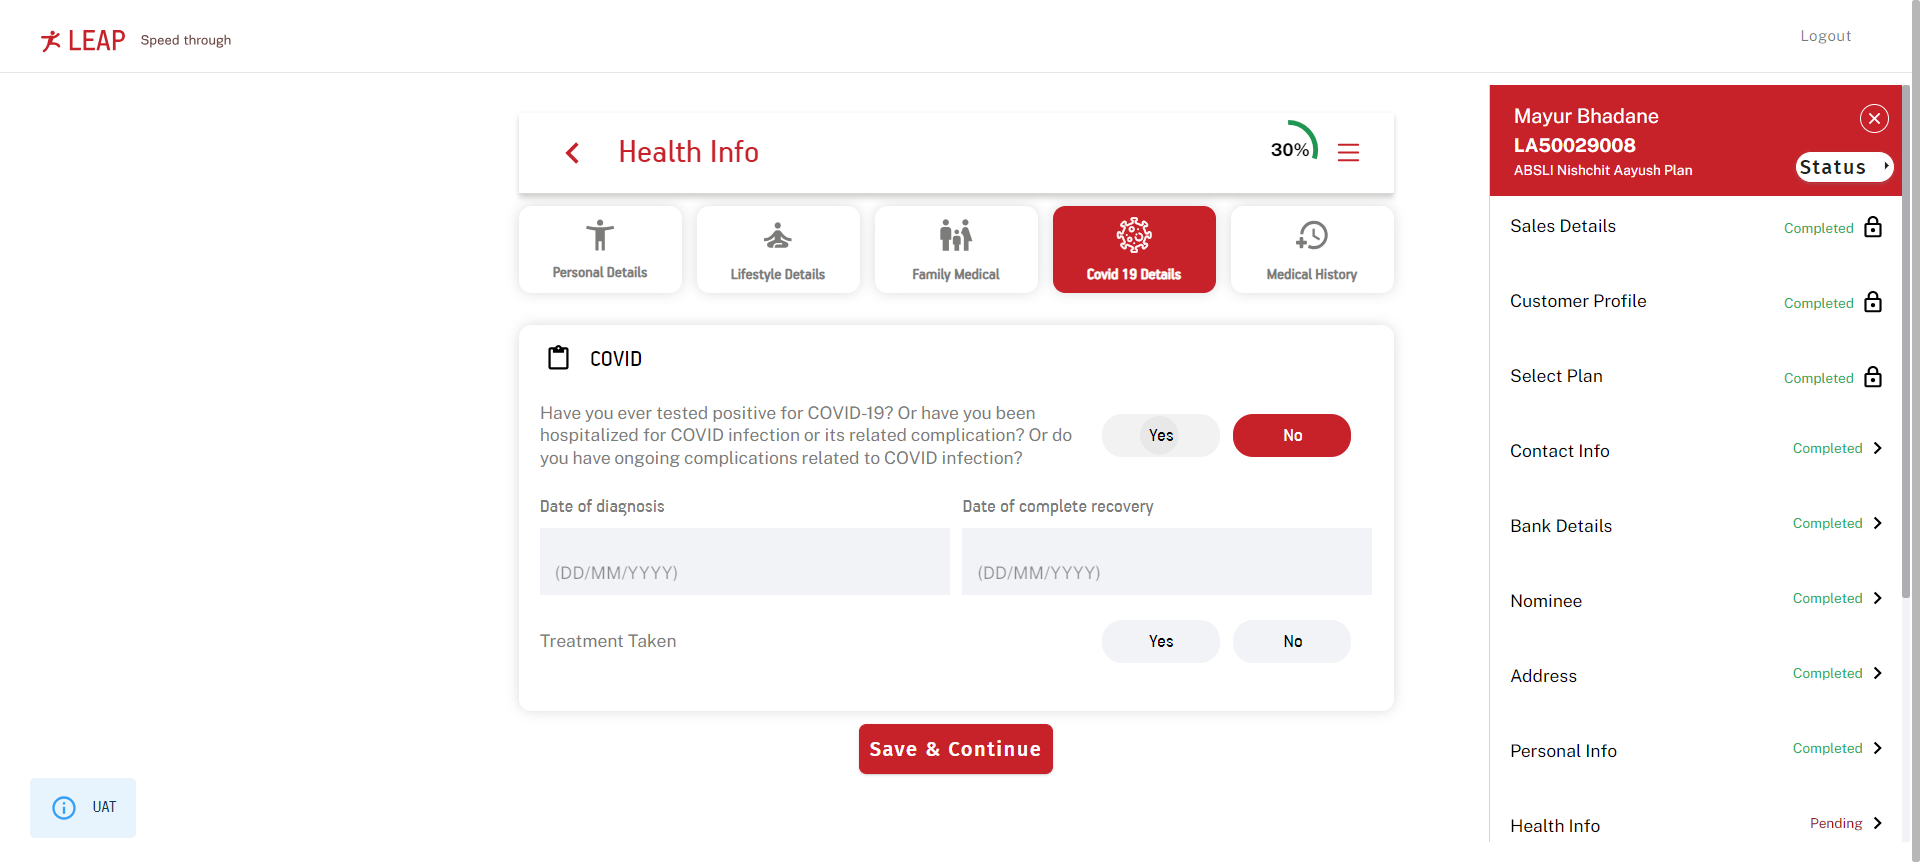 LEAP
Speed through
Logout
Health Info
30%
Personal Details
Lifestyle Details
Family Medical
Covid 19 Details
Medical History
COVID
Have you ever tested positive for COVID-19? Or have you been
hospitalized for COVID infection or its related complication? Or do
you have ongoing complications related to COVID infection?
Yes
No
Date of diagnosis
Date of complete recovery
(DD/MM/YYYY)
(DD/MM/YYYY)
Treatment Taken
Yes
No
Save & Continue
UAT
Mayur Bhadane
LA50029008
ABSLI Nishchit Aayush Plan
Status
Sales Details
Completed
Customer Profile
Completed
Select Plan
Completed
Contact Info
Completed
Bank Details
Completed
Nominee
Completed
Address
Completed
Personal Info
Completed
Health Info
Pending